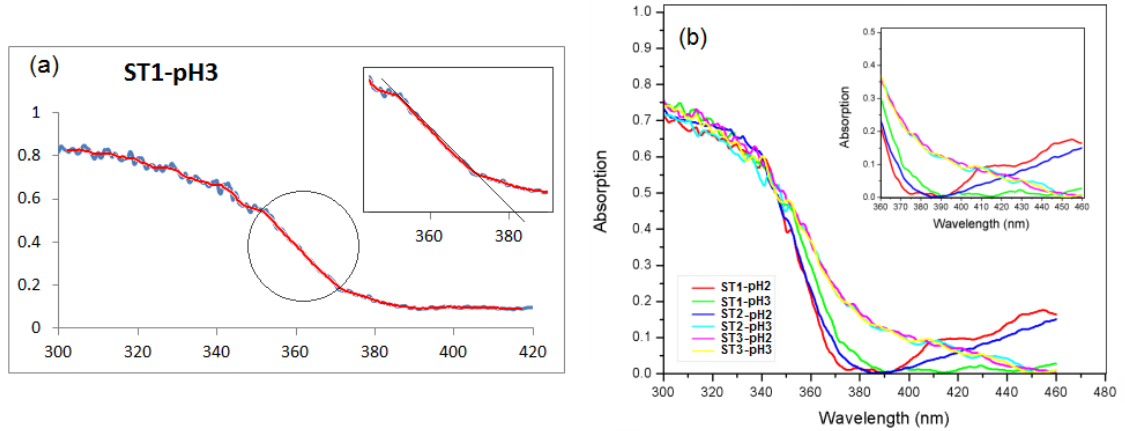 (a)
ST1-pH3
1
0.8
0.6
0.4
0.2
0
300 320 340 360 380 400 420
360 380
(b)
Absorption
1.0
0.9
0.8
0.7
0.6
0.5
0.4
0.3
0.2
0.1
0.0
300 320 340 360 380 400 420 440 460 480
Wavelength (nm)
ST1-pH2
ST1-pH3
ST2-pH2
ST2-pH3
ST3-pH2
ST3-pH3
Absorption
0.5
0.4
0.3
0.2
0.1
0.0
360 370 380 390 400 410 420 430 440 450 460
Wavelength (nm)